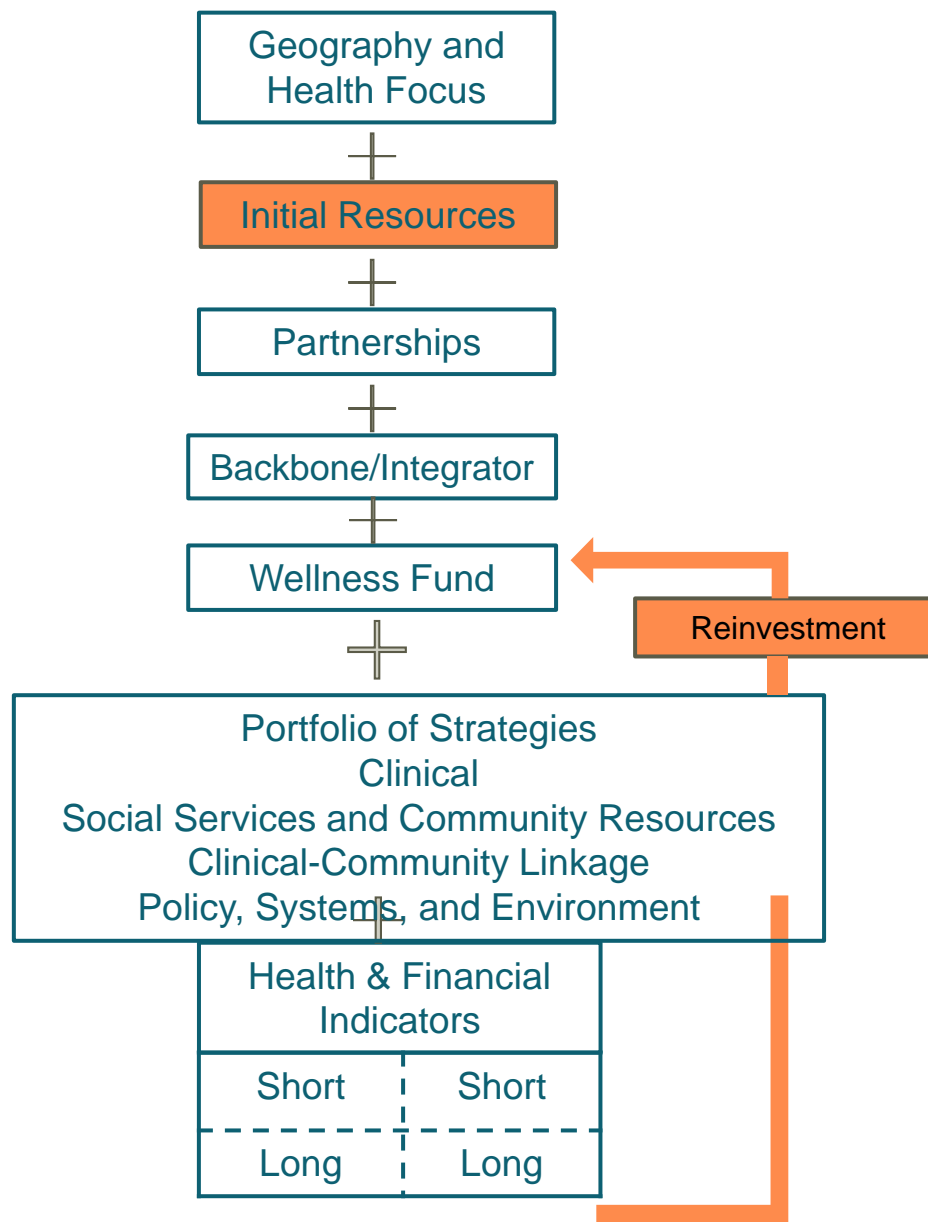 Geography and
Health Focus
Initial Resources
Partnerships
Backbone/Integrator
Wellness Fund
Reinvestment
Portfolio of Strategies
Clinical
Social Services and Community Resources
Clinical-Community Linkage
Policy, Systems, and Environment
Health & Financial
Indicators
Short Short
Long Long